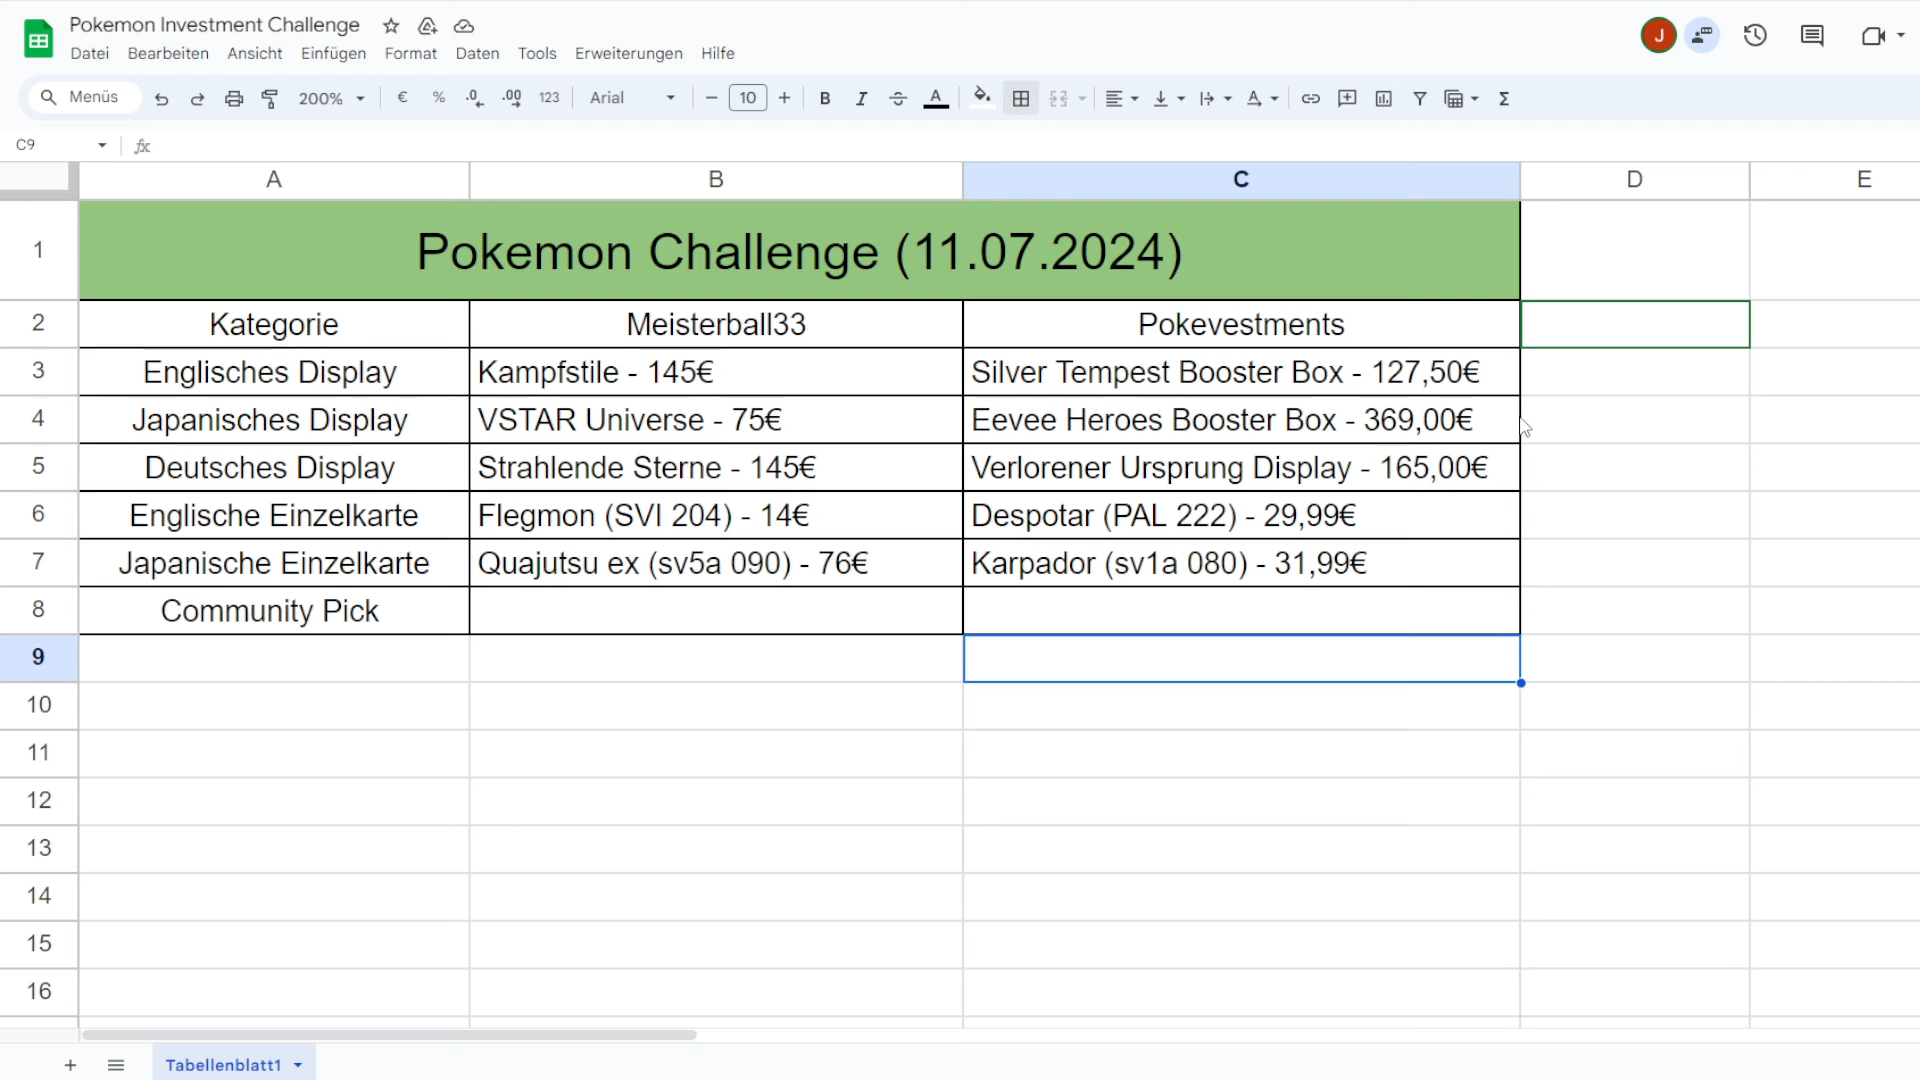 Pokemon Investment Challenge
Datei Bearbeiten Ansicht Einfügen Format Daten Tools Erweiterungen Hilfe
J
Menüs 200% € % .0 .00 123 Arial 10 B I A A Σ
C9 fx
A B C D E
1 Pokemon Challenge (11.07.2024)
2 Kategorie Meisterball33 Pokevestments
3 Englisches Display Kampfstile - 145€ Silver Tempest Booster Box - 127,50€
4 Japanisches Display VSTAR Universe - 75€ Eevee Heroes Booster Box - 369,00€
5 Deutsches Display Strahlende Sterne - 145€ Verlorener Ursprung Display - 165,00€
6 Englische Einzelkarte Flegmon (SVI 204) - 14€ Despotar (PAL 222) - 29,99€
7 Japanische Einzelkarte Quajutsu ex (sv5a 090) - 76€ Karpador (sv1a 080) - 31,99€
8 Community Pick
9
10
11
12
13
14
15
16
Tabellenblatt1